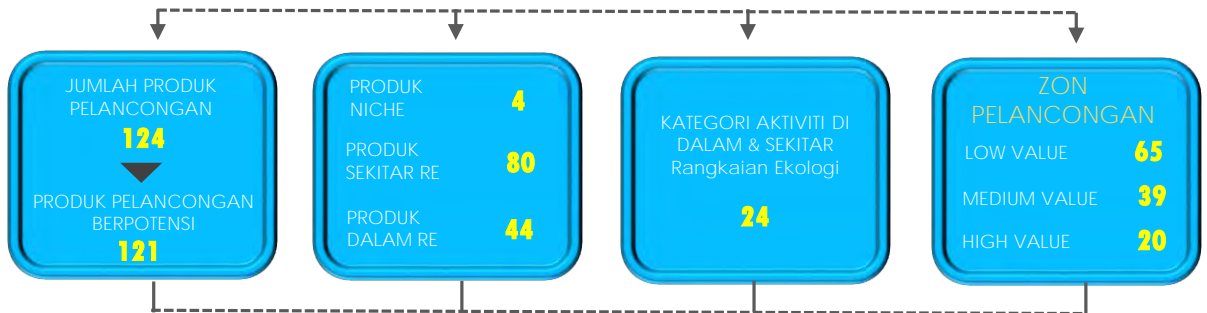 JUMLAH PRODUK
PELANCONGAN
124
PRODUK PELANCONGAN
BERPOTENSI
121
PRODUK
NICHE
4
PRODUK
SEKITAR RE
80
PRODUK
DALAM RE
44
KATEGORI AKTIVITI DI
DALAM & SEKITAR
Rangkaian Ekologi
24
ZON
PELANCONGAN
LOW VALUE 65
MEDIUM VALUE 39
HIGH VALUE 20